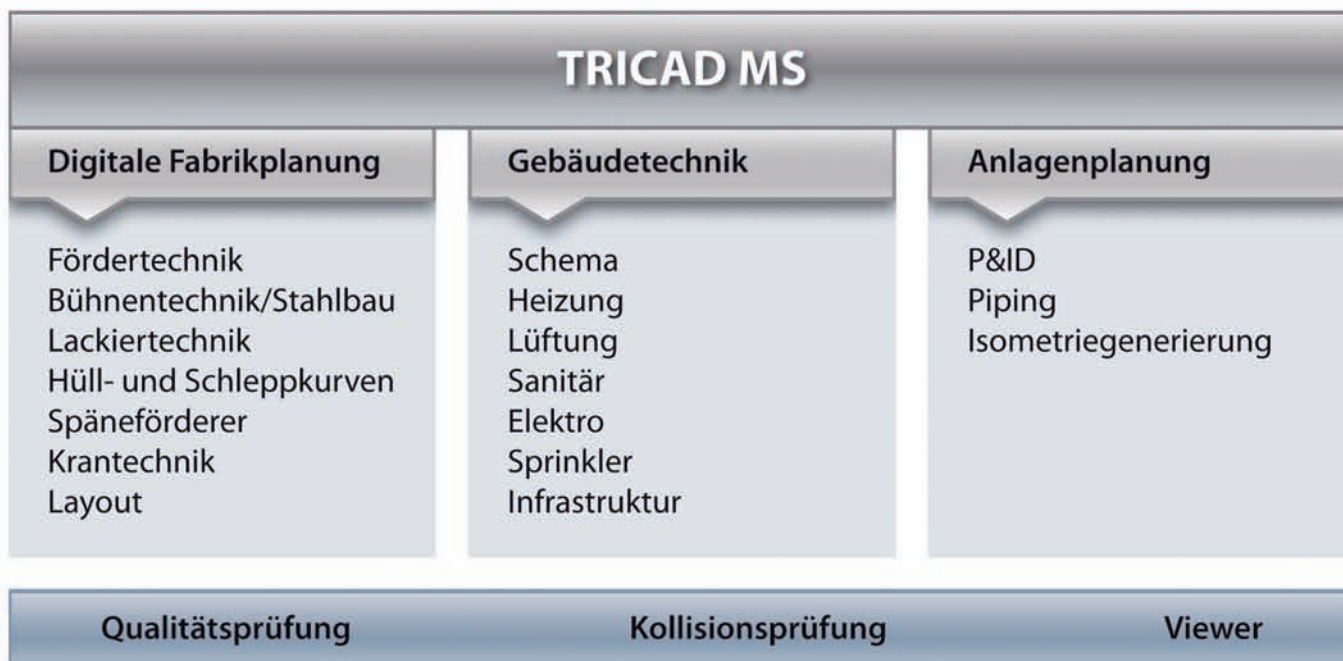 TRICAD MS
Digitale Fabrikplanung
Fördertechnik
Bühnentechnik/Stahlbau
Lackiertechnik
Hüll- und Schleppkurven
Späneförderer
Krantechnik
Layout
Gebäudetechnik
Schema
Heizung
Lüftung
Sanitär
Elektro
Sprinkler
Infrastruktur
Anlagenplanung
P&ID
Piping
Isometriegenerierung
Qualitätsprüfung
Kollisionsprüfung
Viewer